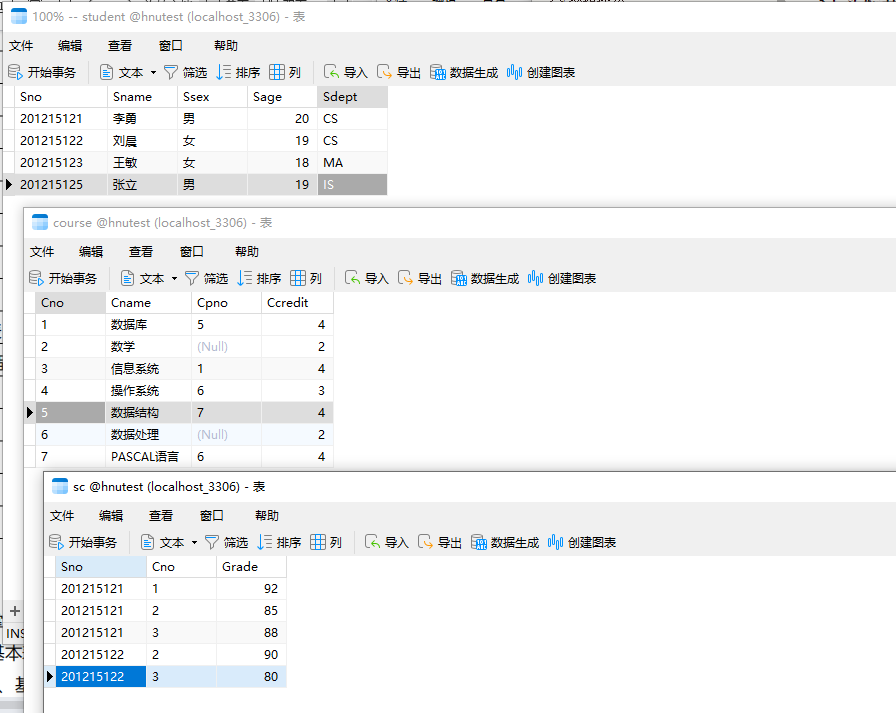 100% -- student @hnutest (localhost_3306) - 表
文件 编辑 查看 窗口 帮助
开始事务 文本 筛选 排序 列 导入 导出 数据生成 创建图表
Sno Sname Ssex Sage Sdept
201215121 李勇 男 20 CS
201215122 刘晨 女 19 CS
201215123 王敏 女 18 MA
201215125 张立 男 19 IS
course @hnutest (localhost_3306) - 表
文件 编辑 查看 窗口 帮助
开始事务 文本 筛选 排序 列 导入 导出 数据生成 创建图表
Cno Cname Cpno Ccredit
1 数据库 5 4
2 数学 (Null) 2
3 信息系统 1 4
4 操作系统 6 3
5 数据结构 7 4
6 数据处理 (Null) 2
7 PASCAL语言 6 4
sc @hnutest (localhost_3306) - 表
文件 编辑 查看 窗口 帮助
开始事务 文本 筛选 排序 列 导入 导出 数据生成 创建图表
Sno Cno Grade
201215121 1 92
201215121 2 85
201215121 3 88
201215122 2 90
201215122 3 80
+
INS
基本
、基